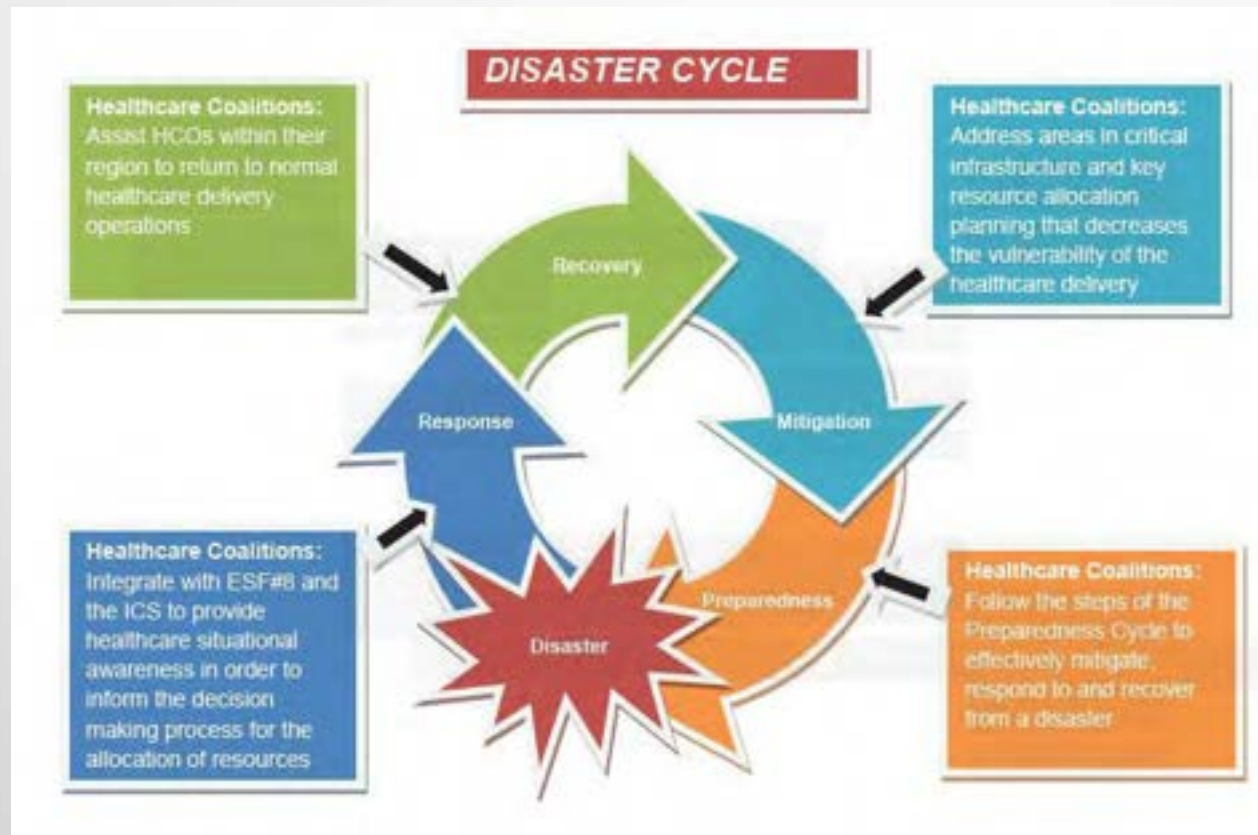 DISASTER CYCLE
Healthcare Coalitions:
Assist HCOs within their
region to return to normal
healthcare delivery
operations
Healthcare Coalitions:
Address areas in critical
infrastructure and key
resource allocation
planning that decreases
the vulnerability of the
healthcare delivery
Recovery
Mitigation
Response
Preparedness
Disaster
Healthcare Coalitions:
Integrate with ESF#8 and
the ICS to provide
healthcare situational
awareness in order to
inform the decision
making process for the
allocation of resources
Healthcare Coalitions:
Follow the steps of the
Preparedness Cycle to
effectively mitigate,
respond to and recover
from a disaster